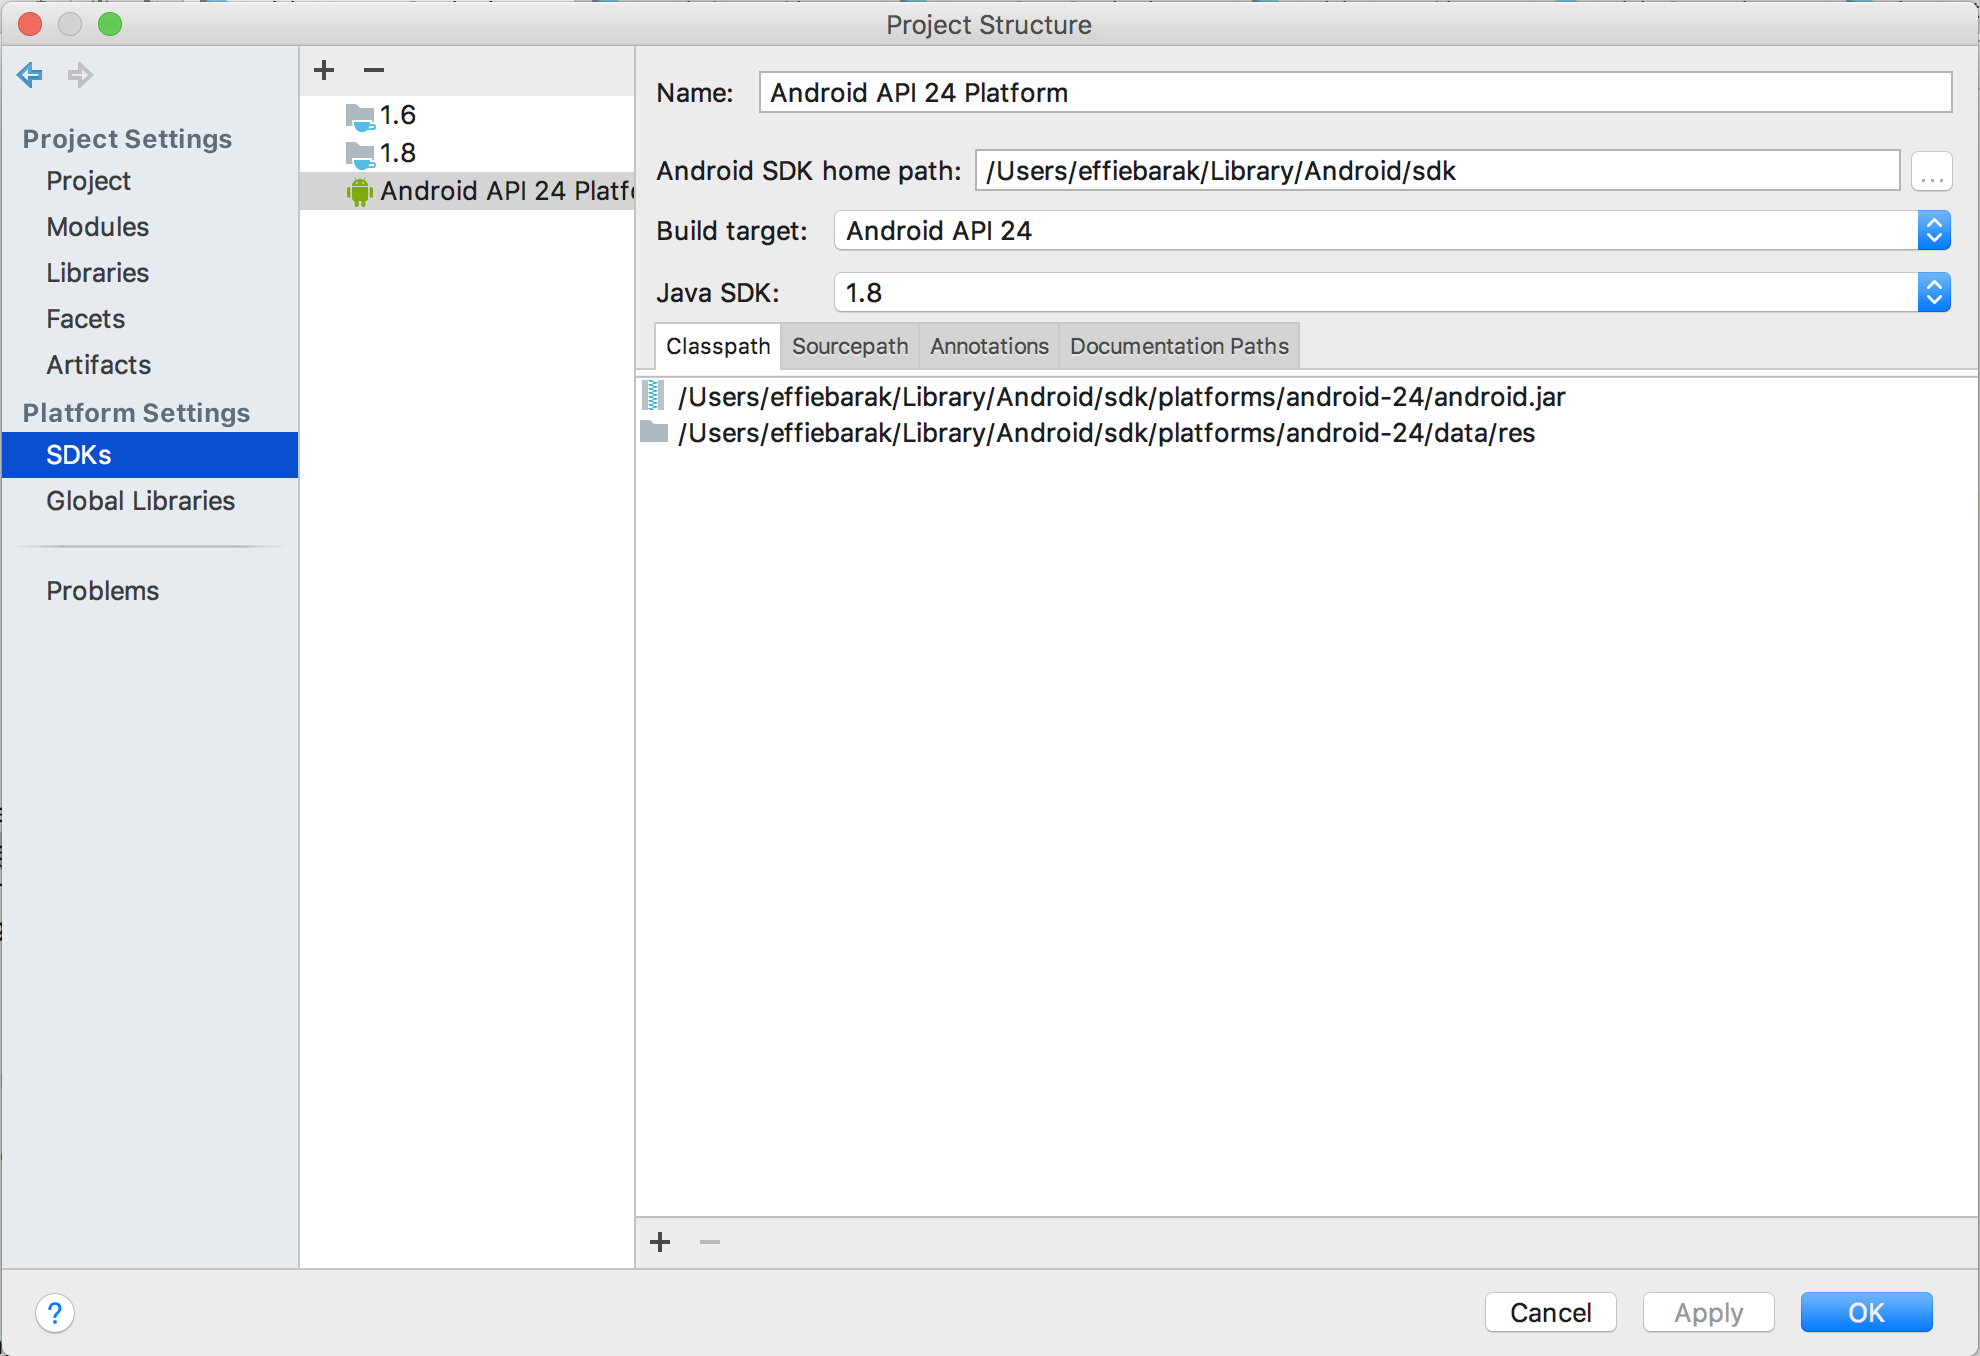 Project Structure
Project Settings
Project
Modules
Libraries
Facets
Artifacts
Platform Settings
SDKs
Global Libraries
Problems
1.6
1.8
Android API 24 Platf
Name: Android API 24 Platform
Android SDK home path: /Users/effiebarak/Library/Android/sdk ...
Build target: Android API 24
Java SDK: 1.8
Classpath Sourcepath Annotations Documentation Paths
/Users/effiebarak/Library/Android/sdk/platforms/android-24/android.jar
/Users/effiebarak/Library/Android/sdk/platforms/android-24/data/res
? Cancel Apply OK